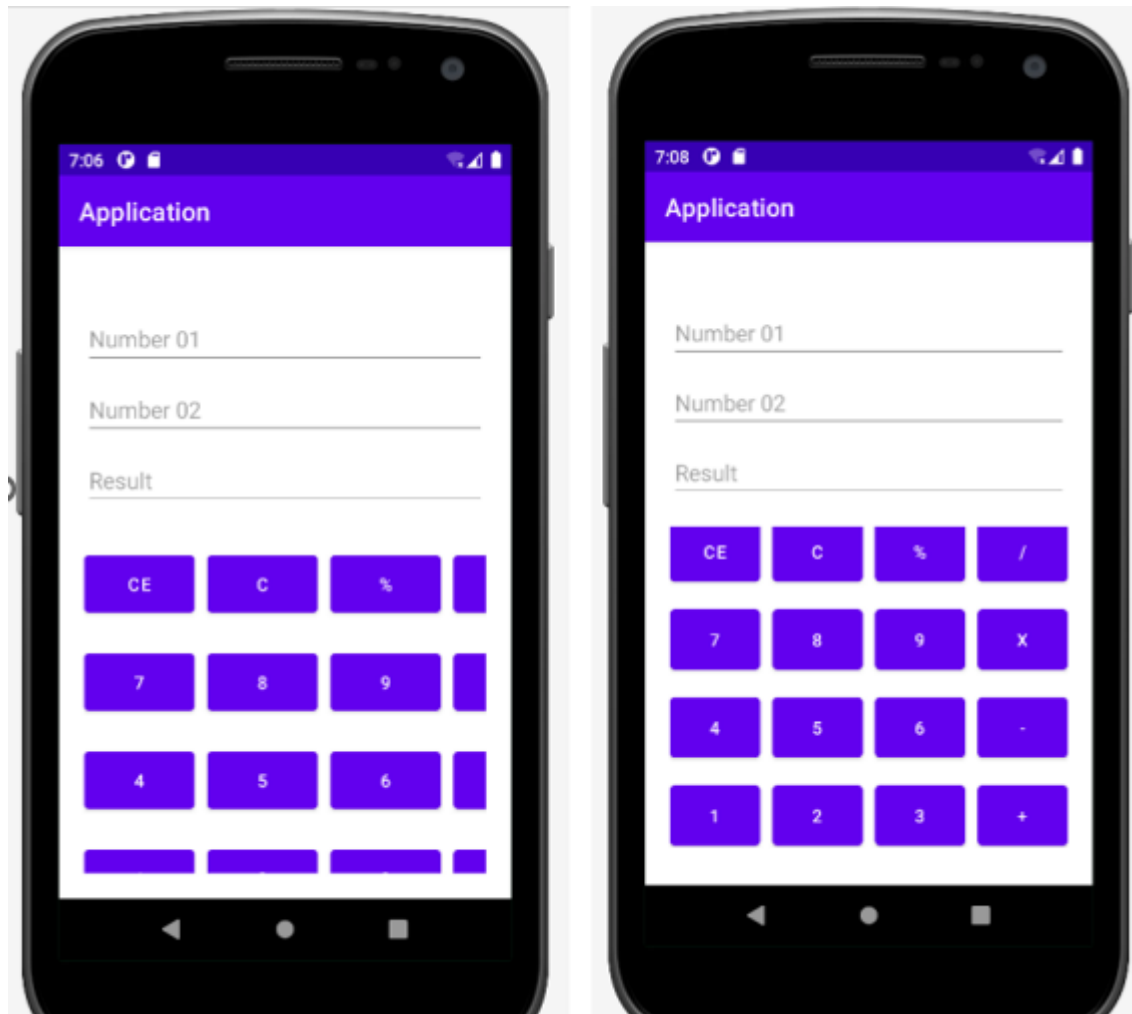 7:06
Application
Number 01
Number 02
Result
CE C %
7 8 9
4 5 6
7:08
Application
Number 01
Number 02
Result
CE C % /
7 8 9 X
4 5 6 -
1 2 3 +